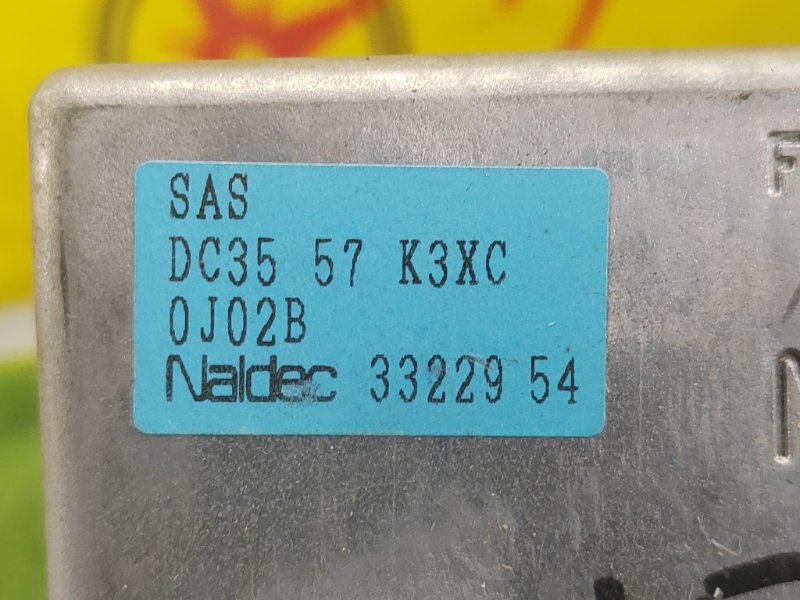 SAS
DC35 57 K3XC
0J02B
Naldec 33229 54
F